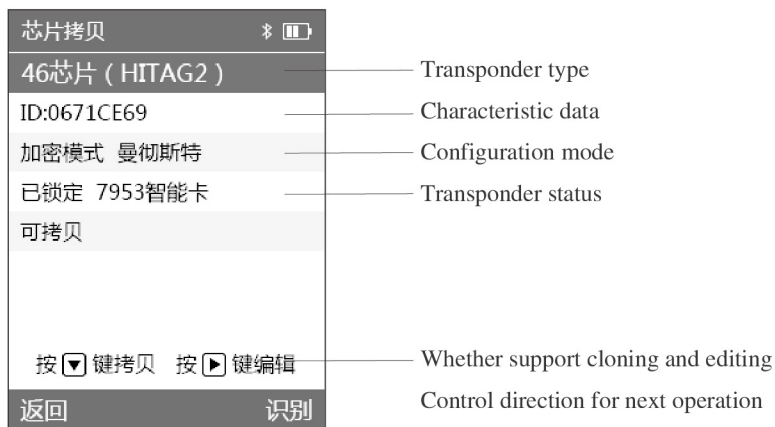 芯片拷贝
46芯片（HITAG2） Transponder type
ID:0671CE69 Characteristic data
加密模式 曼彻斯特 Configuration mode
已锁定 7953智能卡 Transponder status
可拷贝
按▼键拷贝 按▶键编辑 Whether support cloning and editing
返回 识别 Control direction for next operation